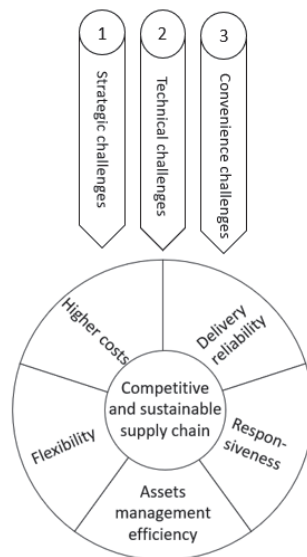 1
2
3
Strategic challenges
Technical challenges
Convenience challenges
Higher costs
Delivery
reliability
Competitive
and sustainable
supply chain
Flexibility
Respon-
siveness
Assets
management
efficiency